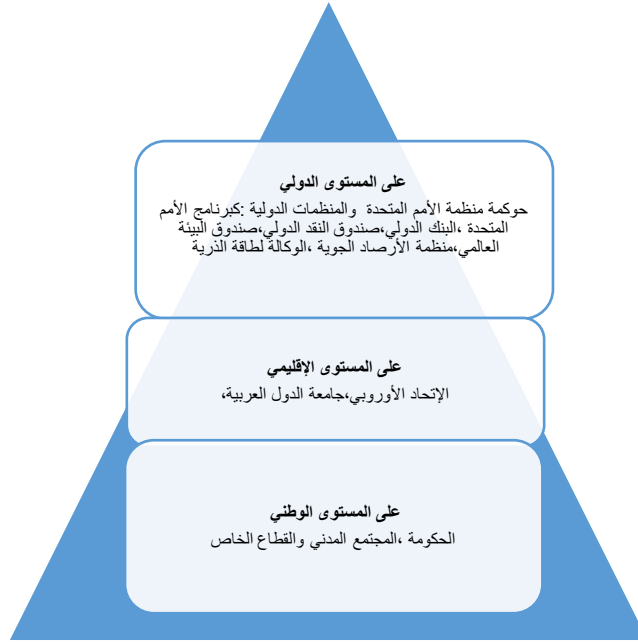 على المستوى الدولي
حوكمة منظمة الأمم المتحدة والمنظمات الدولية :كبرنامج الأمم
المتحدة ،البنك الدولي،صندوق النقد الدولي،صندوق البيئة
العالمي،منظمة الأرصاد الجوية ،الوكالة لطاقة الذرية
على المستوى الإقليمي
الإتحاد الأوروبي،جامعة الدول العربية،
على المستوى الوطني
الحكومة ،المجتمع المدني والقطاع الخاص